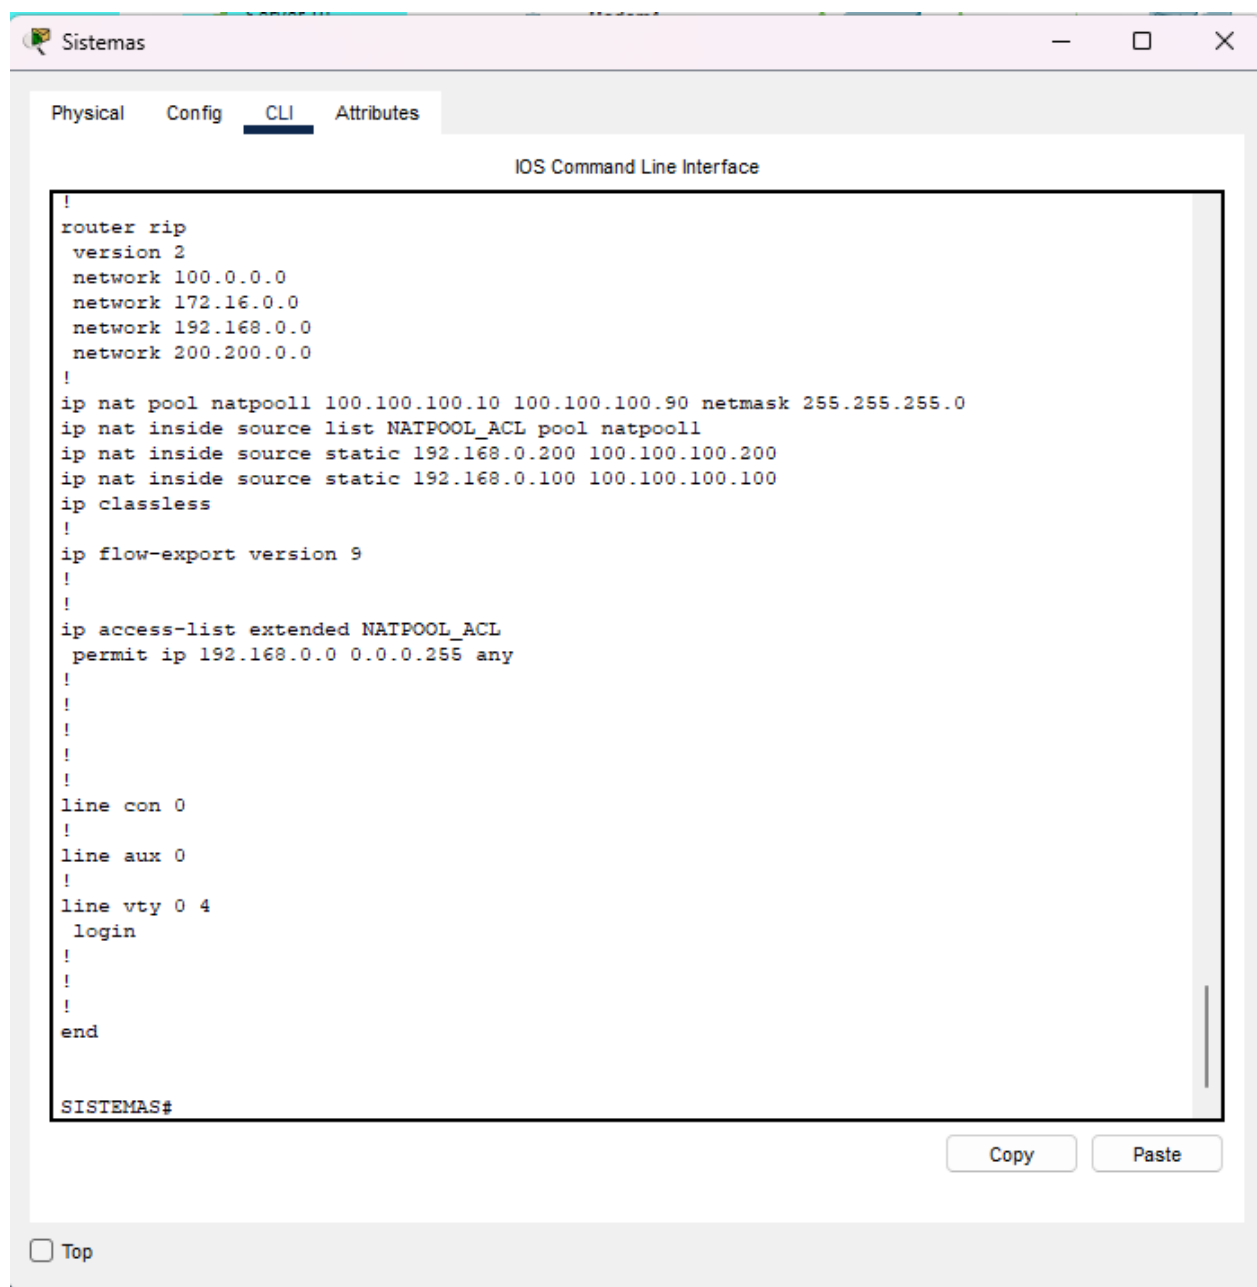 Sistemas
Physical Config CLI Attributes
IOS Command Line Interface
!
router rip
 version 2
 network 100.0.0.0
 network 172.16.0.0
 network 192.168.0.0
 network 200.200.0.0
!
ip nat pool natpool1 100.100.100.10 100.100.100.90 netmask 255.255.255.0
ip nat inside source list NATPOOL_ACL pool natpool1
ip nat inside source static 192.168.0.200 100.100.100.200
ip nat inside source static 192.168.0.100 100.100.100.100
ip classless
!
ip flow-export version 9
!
!
ip access-list extended NATPOOL_ACL
 permit ip 192.168.0.0 0.0.0.255 any
!
!
!
!
!
line con 0
!
line aux 0
!
line vty 0 4
 login
!
!
!
end
SISTEMAS#
Copy Paste
Top